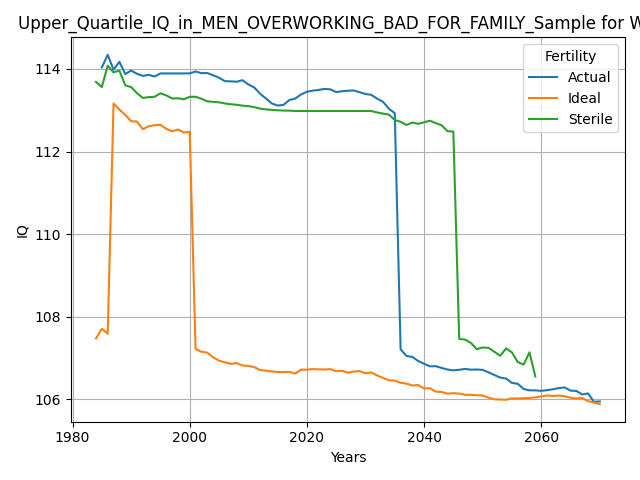 Upper_Quartile_IQ_in_MEN_OVERWORKING_BAD_FOR_FAMILY_Sample for W
Fertility
Actual
Ideal
Sterile
114
112
110
108
106
IQ
1980 2000 2020 2040 2060
Years